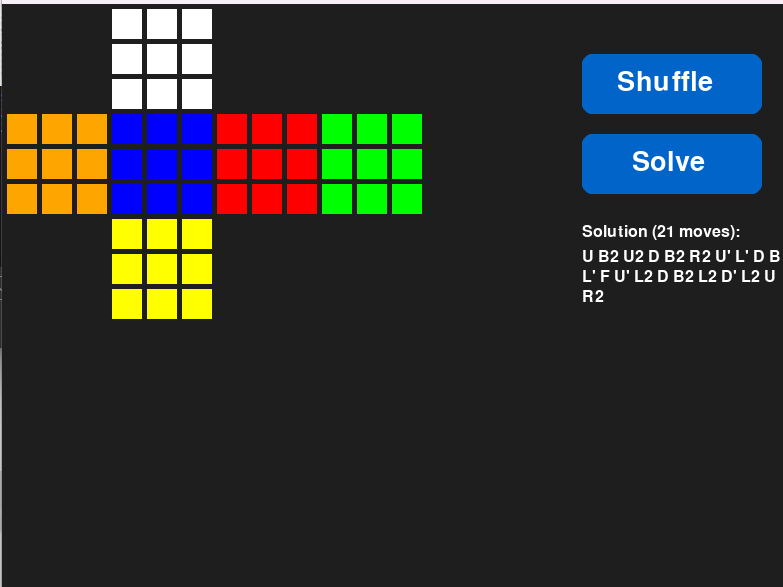 Shuffle
Solve
Solution (21 moves):
U B2 U2 D B2 R2 U' L' D B
L' F U' L2 D B2 L2 D' L2 U
R2